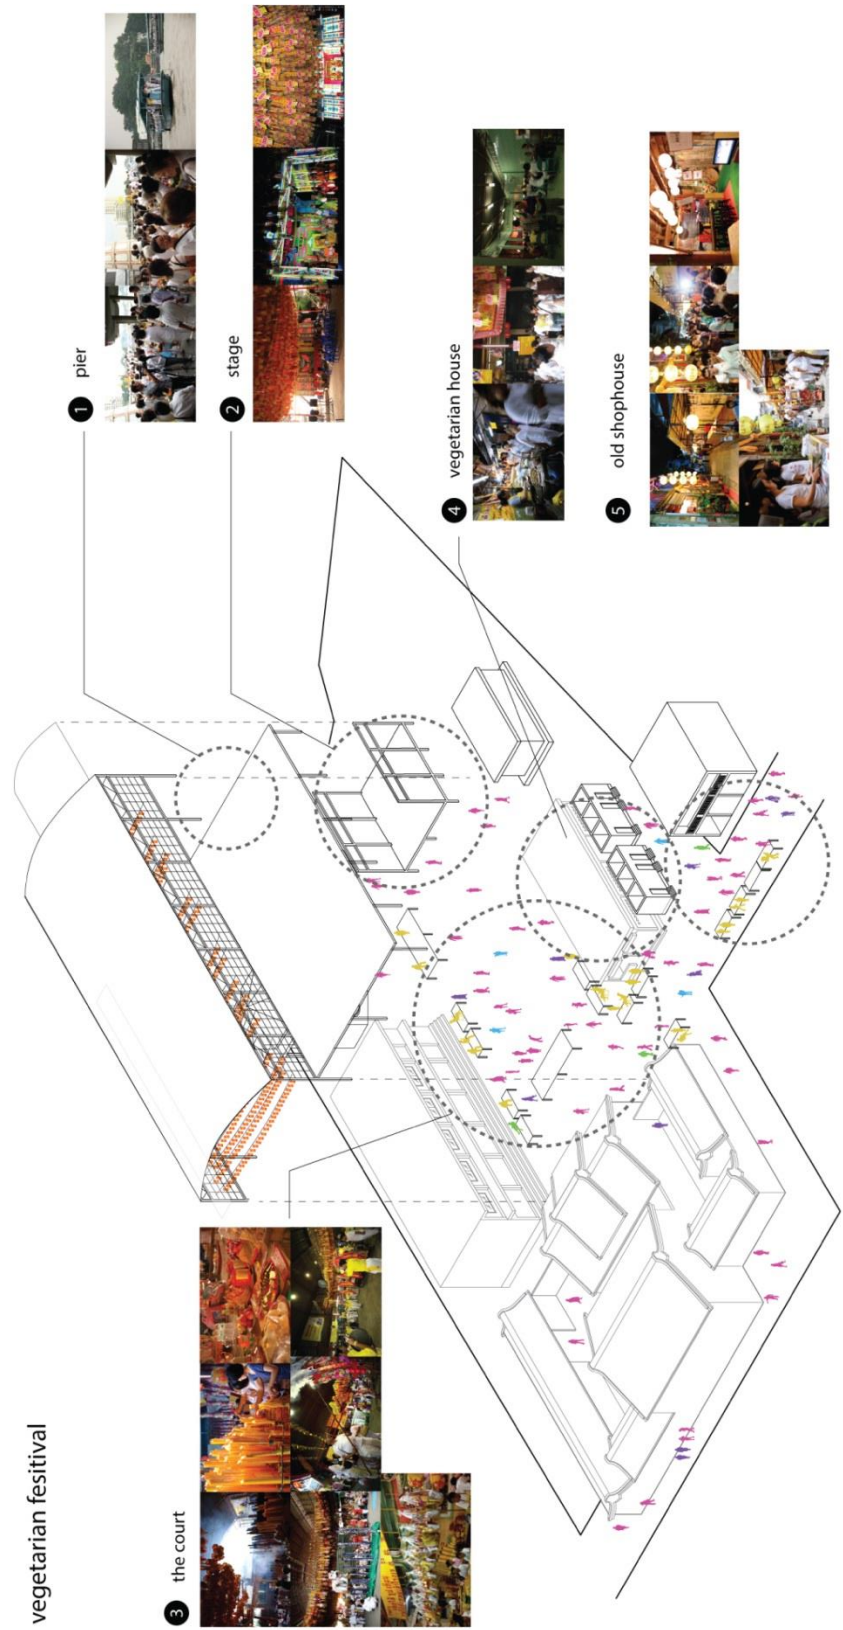 vegetarian fesitival
1 pier
2 stage
3 the court
4 vegetarian house
5 old shophouse